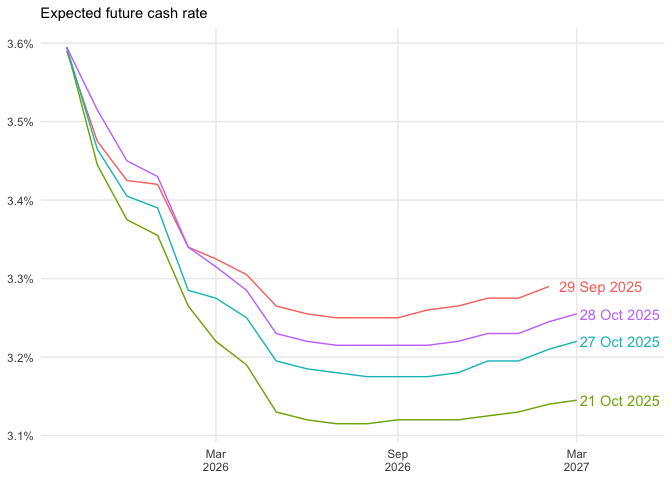 Expected future cash rate
3.6%
3.5%
3.4%
3.3%
3.2%
3.1%
29 Sep 2025
28 Oct 2025
27 Oct 2025
21 Oct 2025
Mar
2026
Sep
2026
Mar
2027